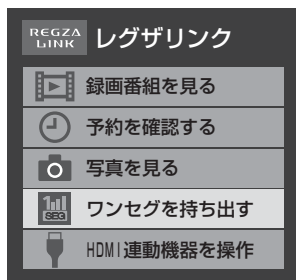 REGZA
LINK
レグザリンク
録画番組を見る
予約を確認する
写真を見る
1seg
ワンセグを持ち出す
HDMI連動機器を操作